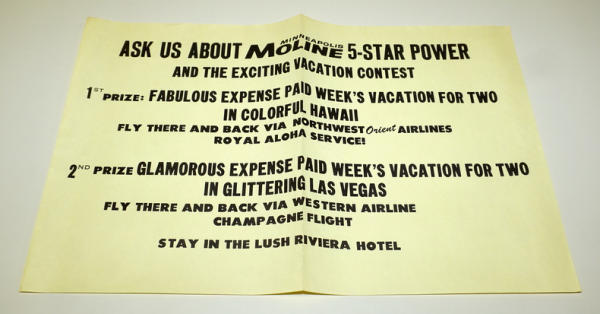 ASK US ABOUT MINNEAPOLIS MOLINE 5-STAR POWER
AND THE EXCITING VACATION CONTEST
1ST PRIZE: FABULOUS EXPENSE PAID WEEK'S VACATION FOR TWO
IN COLORFUL HAWAII
FLY THERE AND BACK VIA NORTHWEST Orient AIRLINES
ROYAL ALOHA SERVICE!
2ND PRIZE GLAMOROUS EXPENSE PAID WEEK'S VACATION FOR TWO
IN GLITTERING LAS VEGAS
FLY THERE AND BACK VIA WESTERN AIRLINE
CHAMPAGNE FLIGHT
STAY IN THE LUSH RIVIERA HOTEL